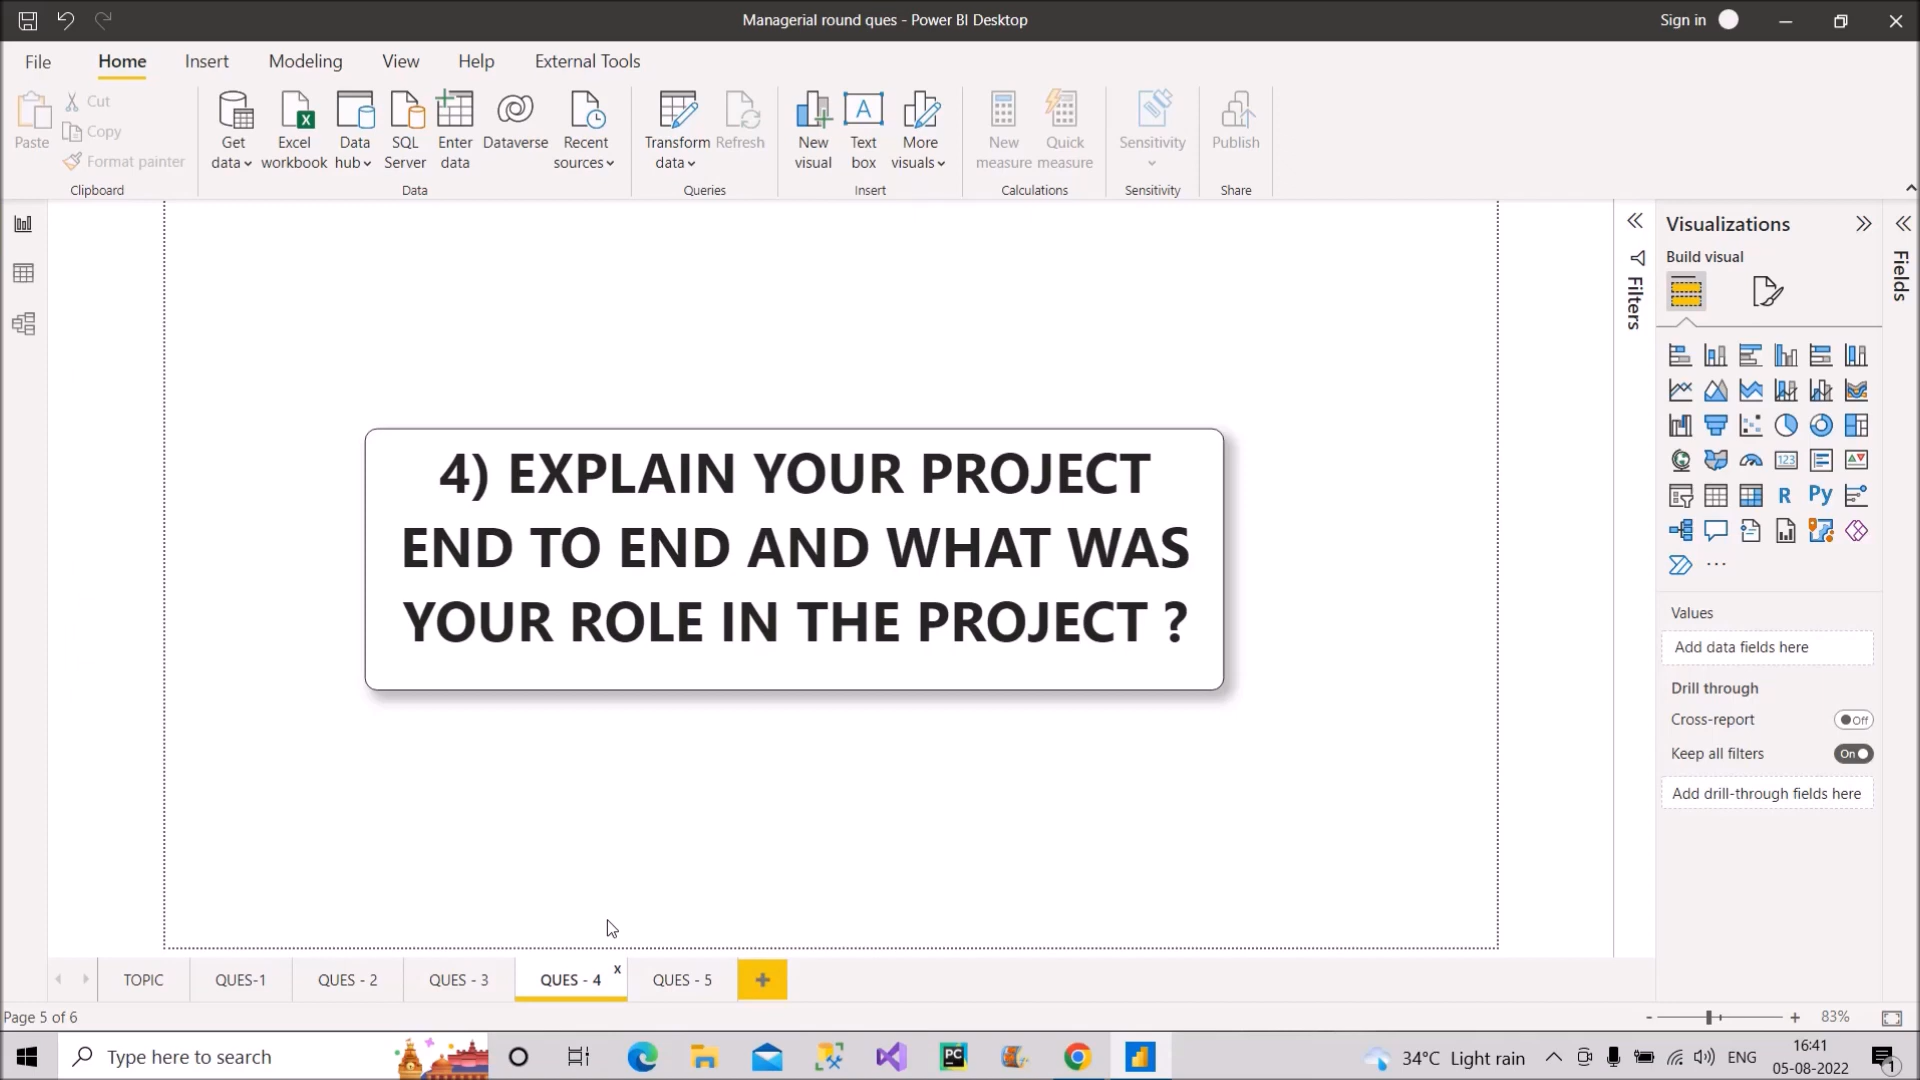 Managerial round ques - Power BI Desktop
Sign in
File Home Insert Modeling View Help External Tools
Paste
Cut
Copy
Format painter
Clipboard
Get data
Excel workbook
Data hub
SQL Server
Enter data
Dataverse
Recent sources
Data
Transform data
Refresh
Queries
New visual
Text box
More visuals
Insert
New measure
Quick measure
Calculations
Sensitivity
Sensitivity
Publish
Share
4) EXPLAIN YOUR PROJECT
END TO END AND WHAT WAS
YOUR ROLE IN THE PROJECT ?
Filters
Visualizations
Build visual
123
R
Py
Values
Add data fields here
Drill through
Cross-report
Off
Keep all filters
On
Add drill-through fields here
Fields
TOPIC QUES-1 QUES - 2 QUES - 3 QUES - 4 x QUES - 5 +
Page 5 of 6
- + 83%
Type here to search
PC
34°C Light rain
ENG
16:41
05-08-2022
1